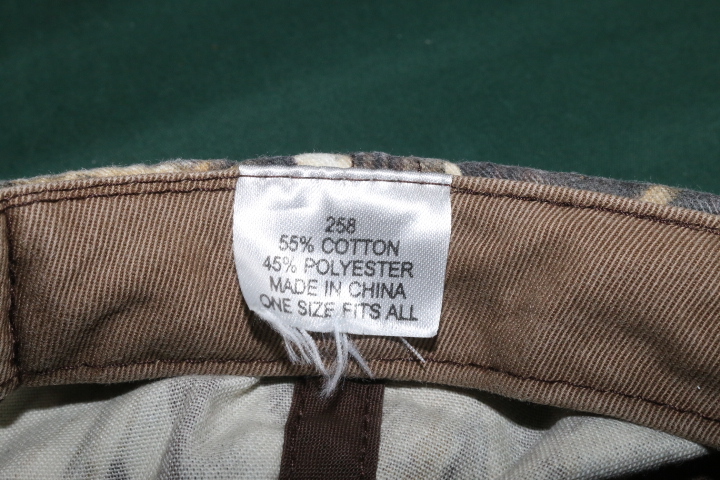 258
55% COTTON
45% POLYESTER
MADE IN CHINA
ONE SIZE FITS ALL